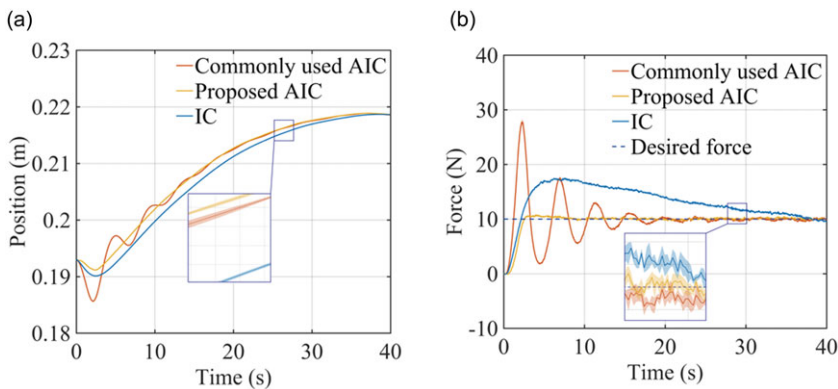 (a)
0.23
0.22
0.21
0.2
0.19
0.18
Position (m)
Commonly used AIC
Proposed AIC
IC
0
10
20
30
40
Time (s)
(b)
40
30
20
10
0
-10
Force (N)
Commonly used AIC
Proposed AIC
IC
Desired force
0
10
20
30
40
Time (s)